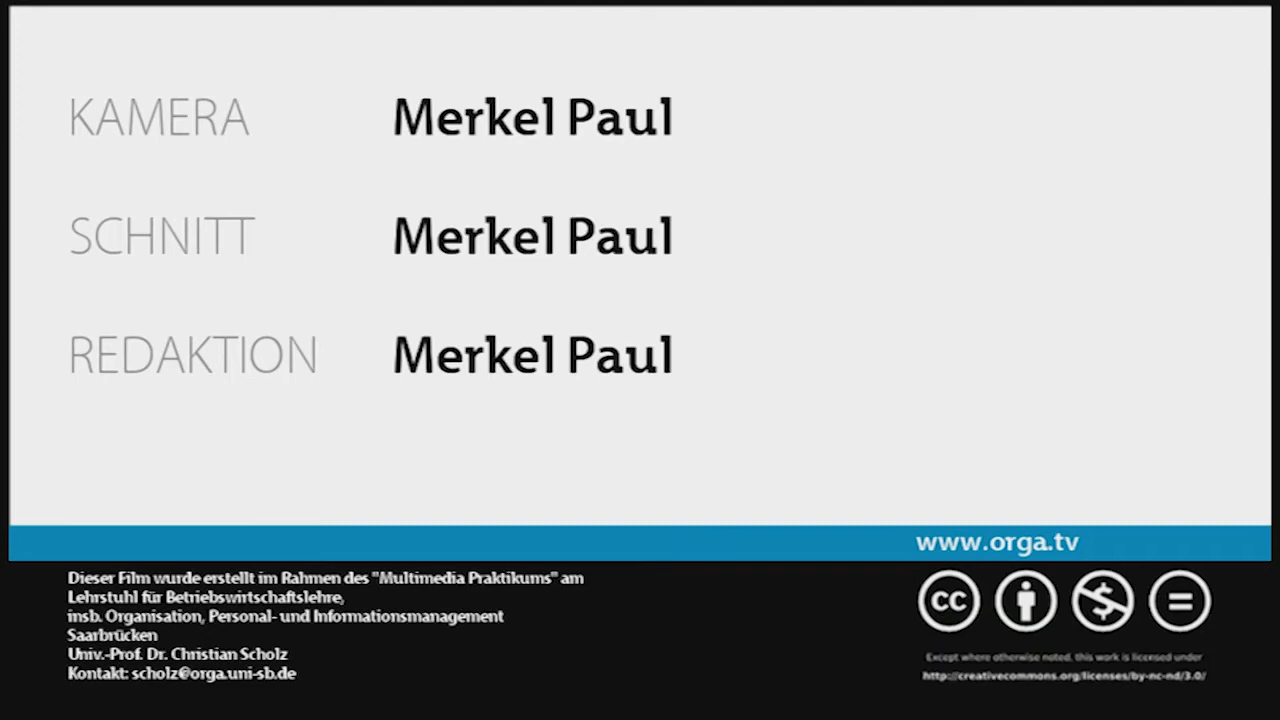 KAMERA Merkel Paul
SCHNITT Merkel Paul
REDAKTION Merkel Paul
www.orga.tv
Dieser Film wurde erstellt im Rahmen des "Multimedia Praktikums" am
Lehrstuhl für Betriebswirtschaftslehre,
insb. Organisation, Personal- und Informationsmanagement
Saarbrücken
Univ.-Prof. Dr. Christian Scholz
Kontakt: scholz@orga.uni-sb.de
cc
Except where otherwise noted, this work is licensed under
http://creativecommons.org/licenses/by-nc-nd/3.0/